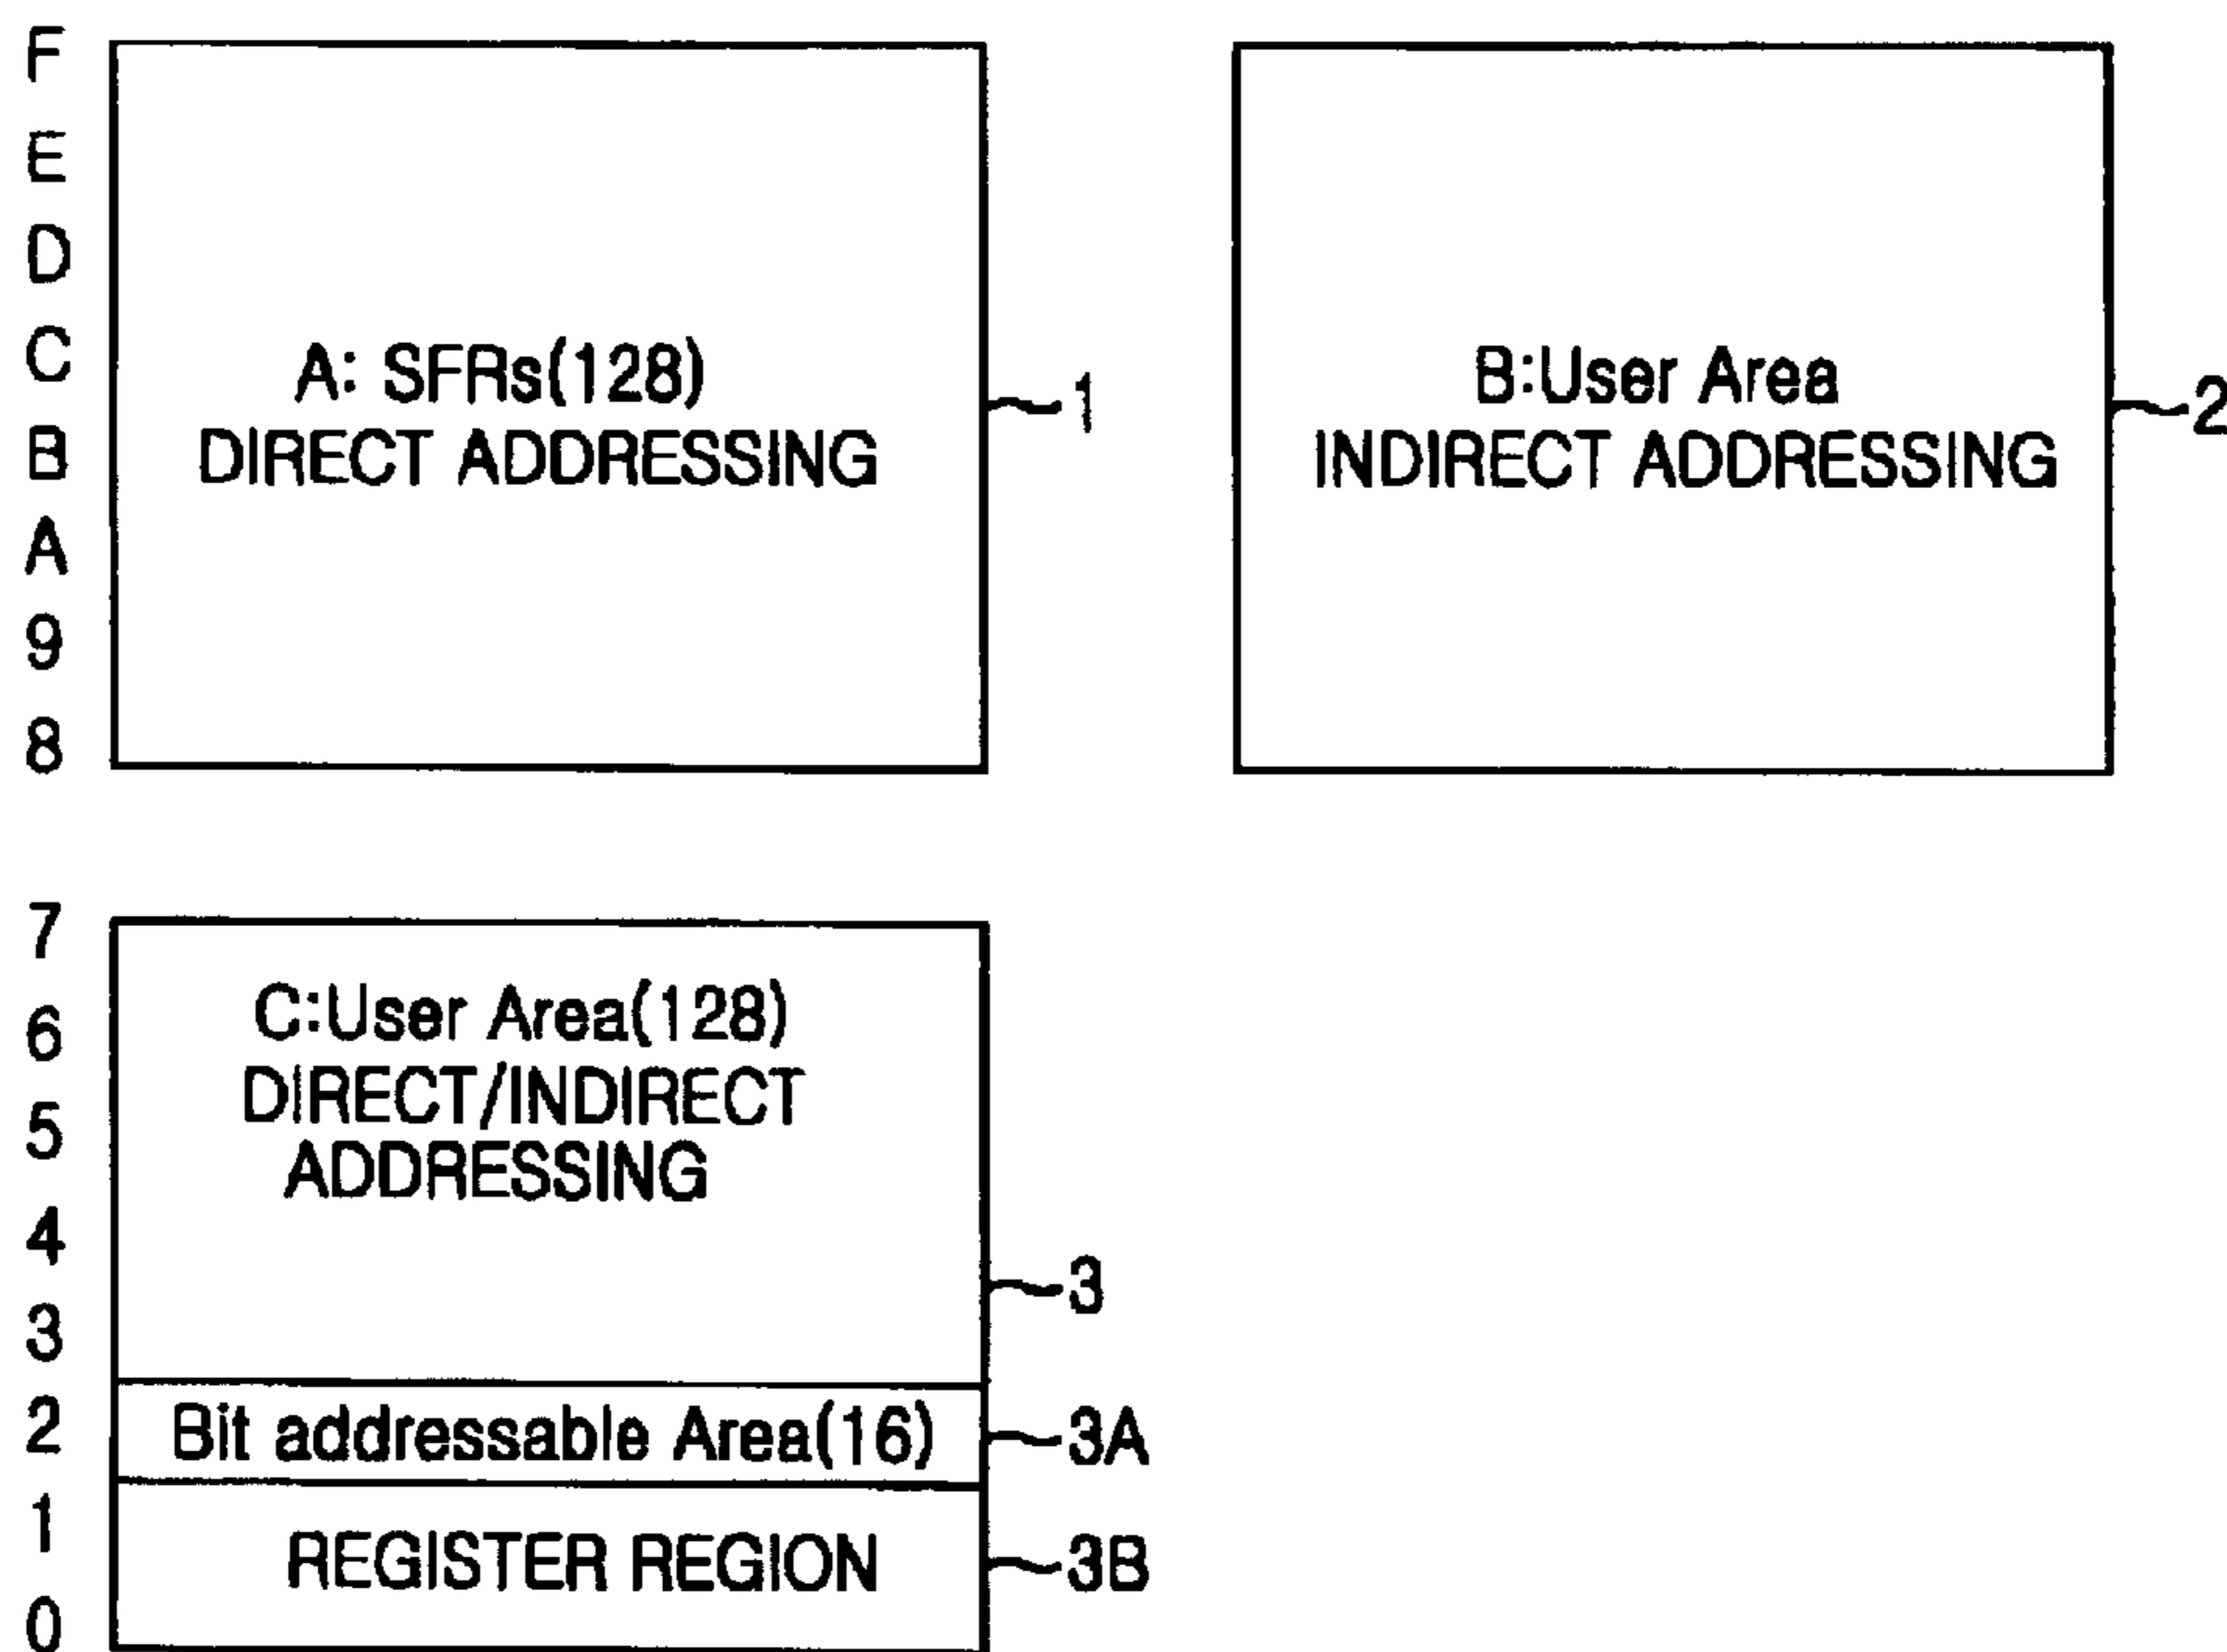 F
E
D
C
B
A
9
8
A: SFRs(128)
DIRECT ADDRESSING
1
B:User Area
INDIRECT ADDRESSING
2
7
6
5
4
3
2
1
0
C:User Area(128)
DIRECT/INDIRECT
ADDRESSING
3
Bit addressable Area(16)
3A
REGISTER REGION
3B